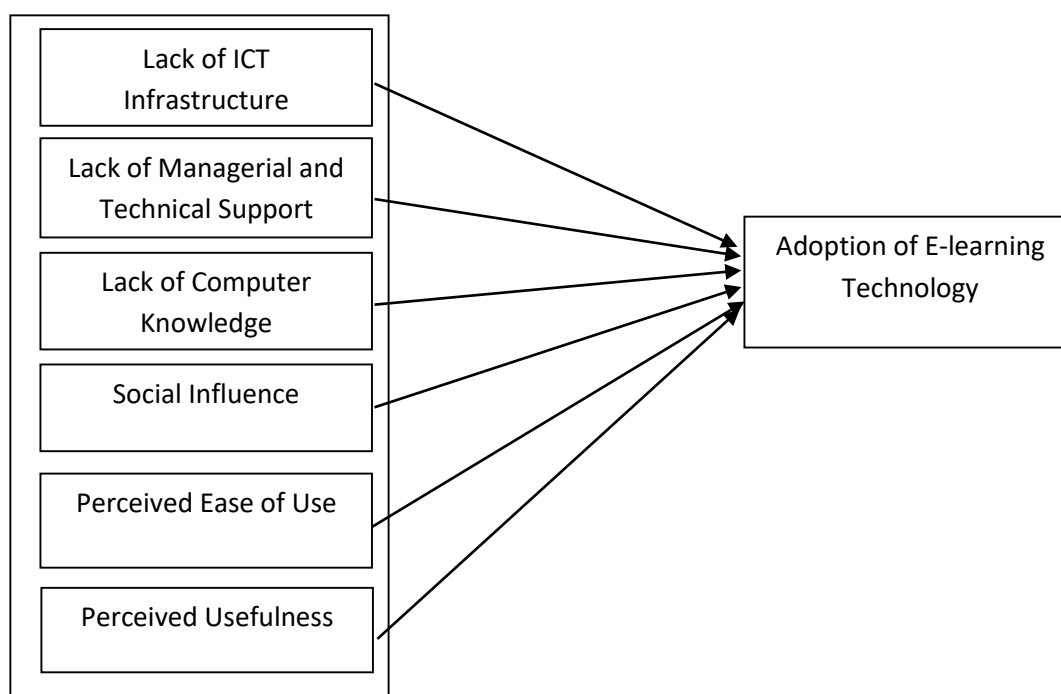 Lack of ICT
Infrastructure
Lack of Managerial and
Technical Support
Lack of Computer
Knowledge
Social Influence
Perceived Ease of Use
Perceived Usefulness
Adoption of E-learning
Technology